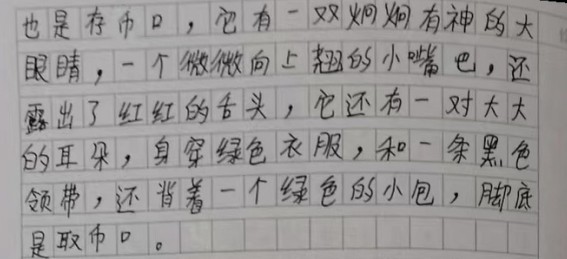 也是存币口，它有一双炯炯有神的大
眼睛，一个微微向上翘的小嘴巴，还
露出了红红的舌头，它还有一对大大
的耳朵，身穿绿色衣服，和一条黑色
领带，还背着一个绿色的小包，脚底
是取币口。